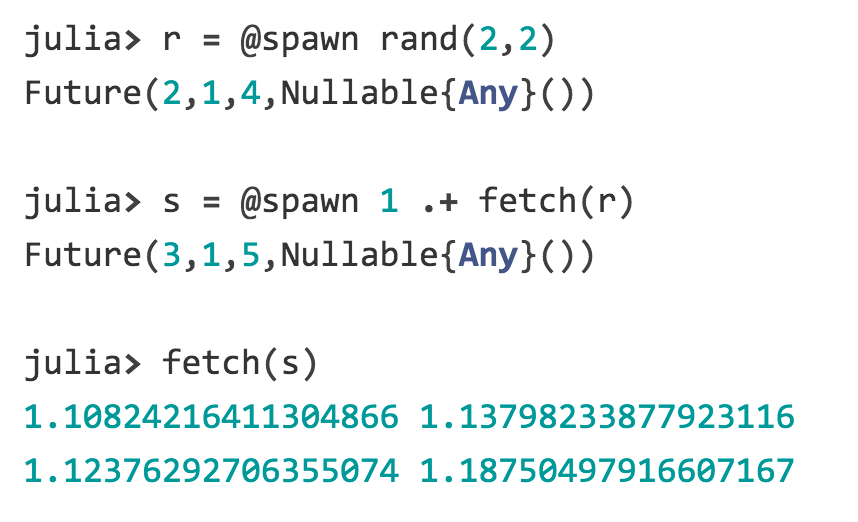 julia> r = @spawn rand(2,2)
Future(2,1,4,Nullable{Any}())
julia> s = @spawn 1 .+ fetch(r)
Future(3,1,5,Nullable{Any}())
julia> fetch(s)
1.10824216411304866 1.13798233877923116
1.12376292706355074 1.18750497916607167